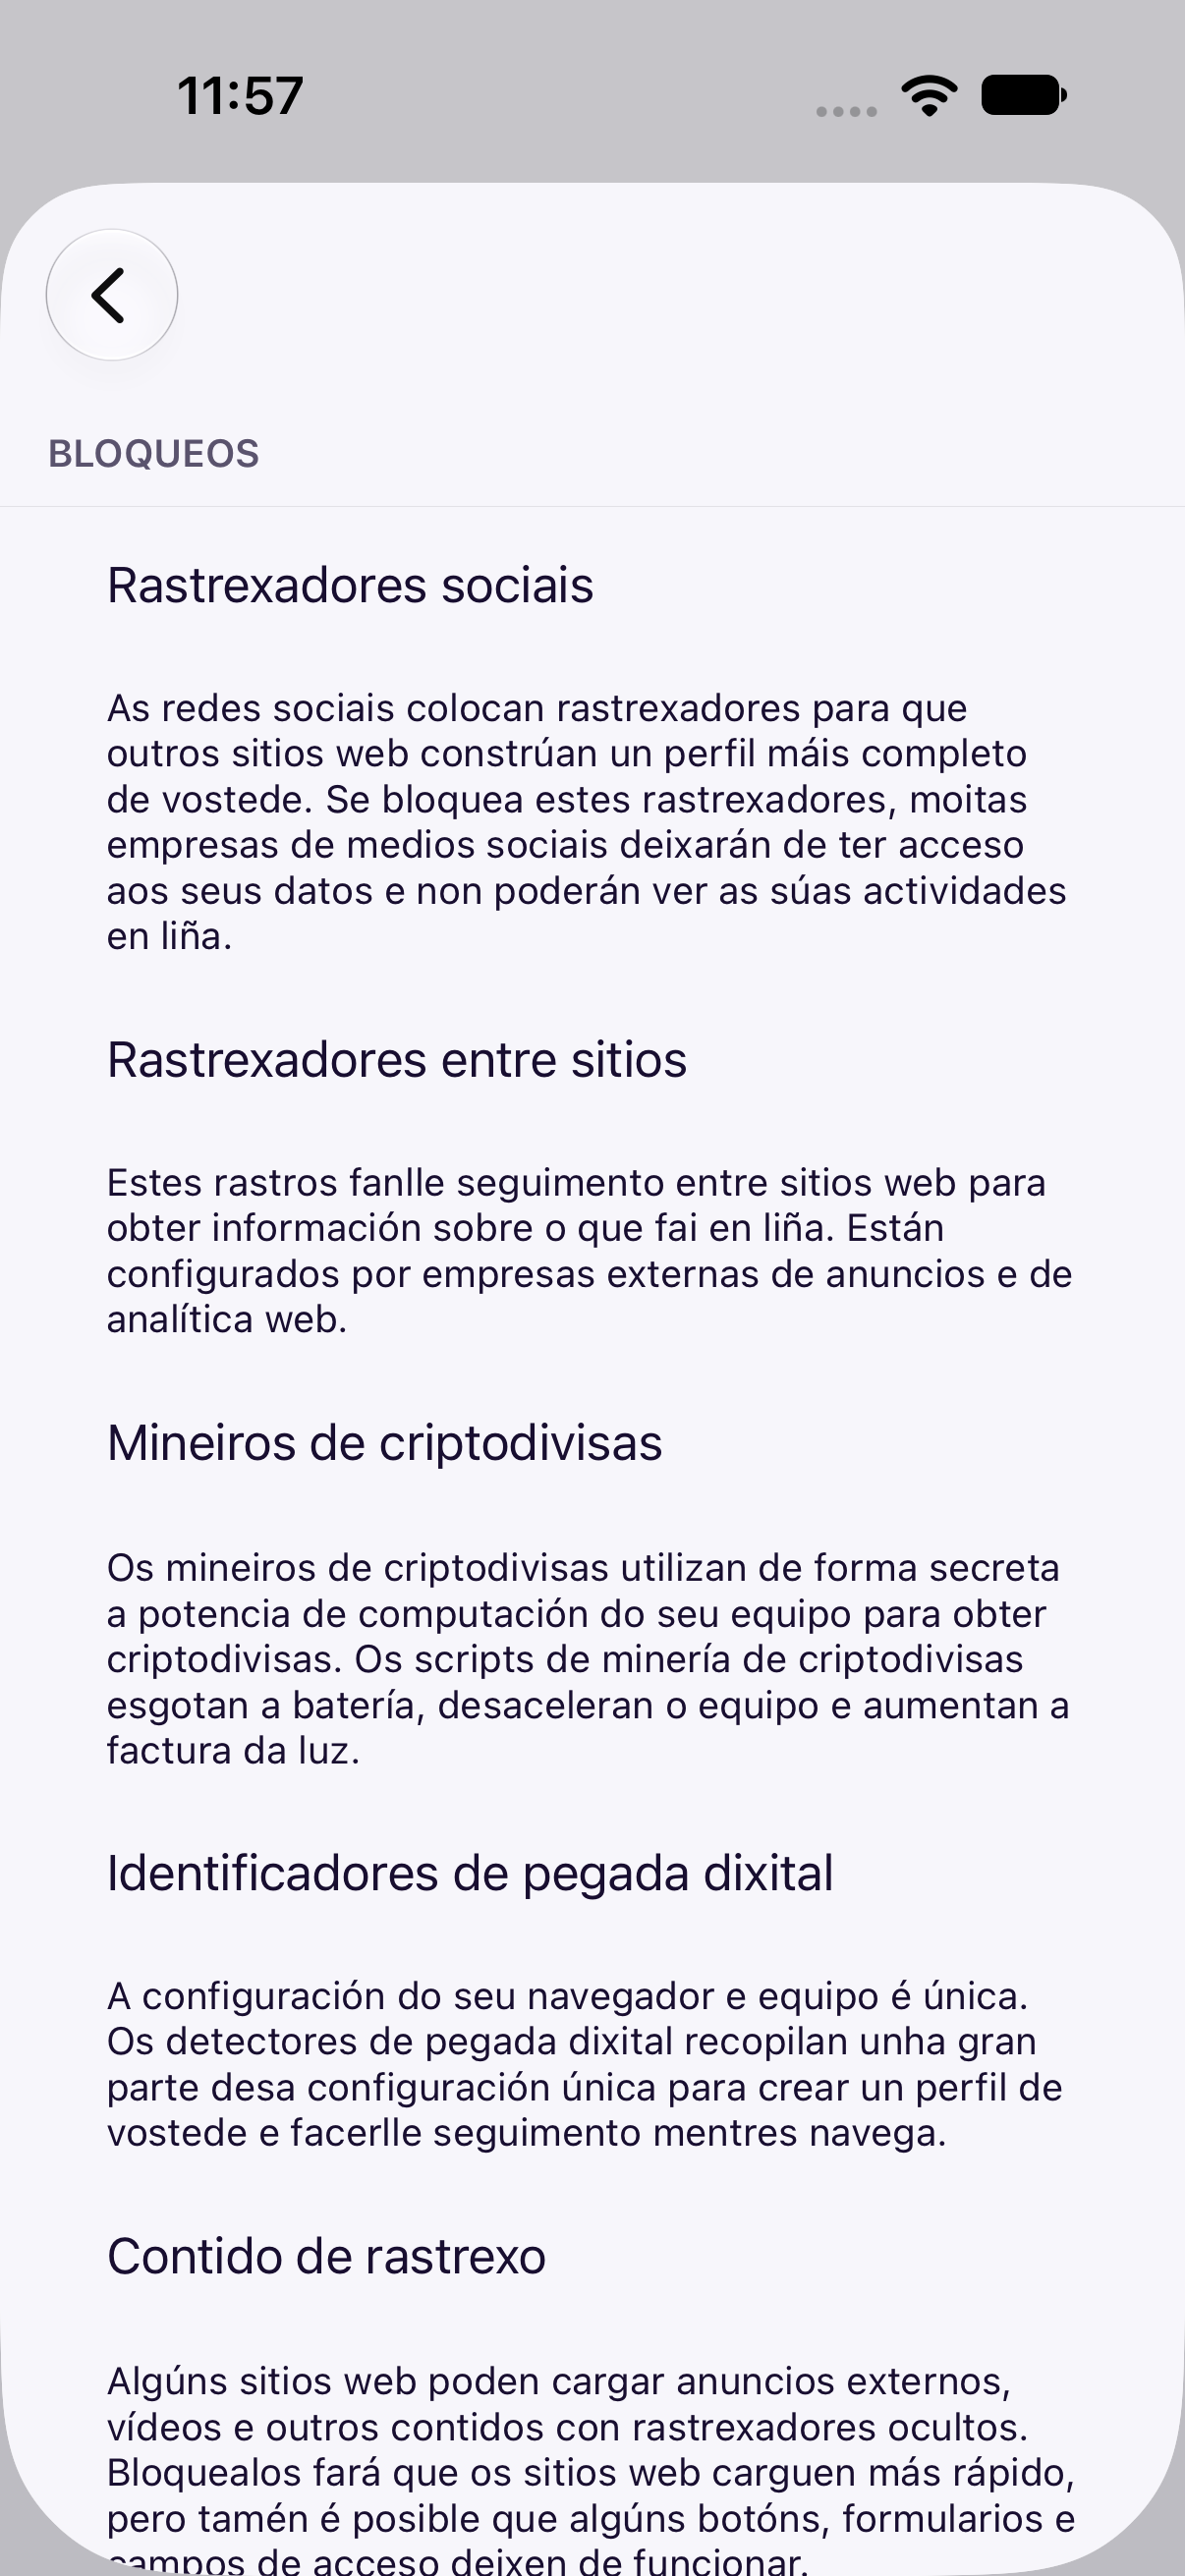 11:57
BLOQUEOS
Rastrexadores sociais
As redes sociais colocan rastrexadores para que
outros sitios web constrúan un perfil máis completo
de vostede. Se bloquea estes rastrexadores, moitas
empresas de medios sociais deixarán de ter acceso
aos seus datos e non poderán ver as súas actividades
en liña.
Rastrexadores entre sitios
Estes rastros fanlle seguimento entre sitios web para
obter información sobre o que fai en liña. Están
configurados por empresas externas de anuncios e de
analítica web.
Mineiros de criptodivisas
Os mineiros de criptodivisas utilizan de forma secreta
a potencia de computación do seu equipo para obter
criptodivisas. Os scripts de minería de criptodivisas
esgotan a batería, desaceleran o equipo e aumentan a
factura da luz.
Identificadores de pegada dixital
A configuración do seu navegador e equipo é única.
Os detectores de pegada dixital recopilan unha gran
parte desa configuración única para crear un perfil de
vostede e facerlle seguimento mentres navega.
Contido de rastrexo
Algúns sitios web poden cargar anuncios externos,
vídeos e outros contidos con rastrexadores ocultos.
Bloquealos fará que os sitios web carguen más rápido,
pero tamén é posible que algúns botóns, formularios e
campos de acceso deixen de funcionar.